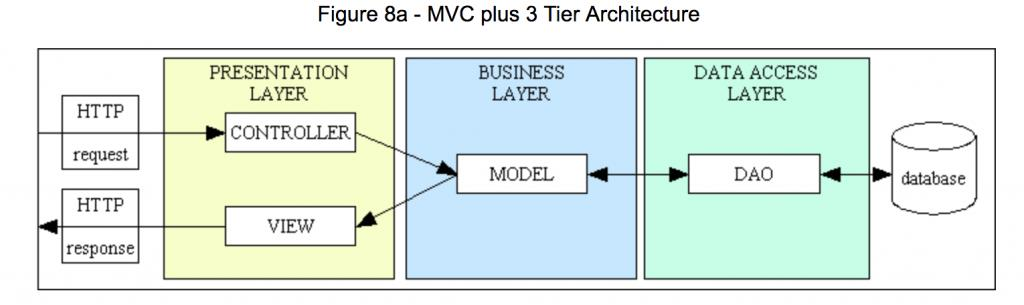 Figure 8a - MVC plus 3 Tier Architecture
PRESENTATION
LAYER
BUSINESS
LAYER
DATA ACCESS
LAYER
HTTP
request
CONTROLLER
MODEL
DAO
database
HTTP
response
VIEW